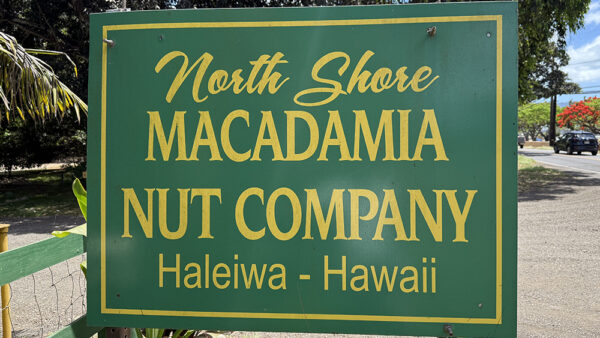 North Shore
MACADAMIA
NUT COMPANY
Haleiwa - Hawaii